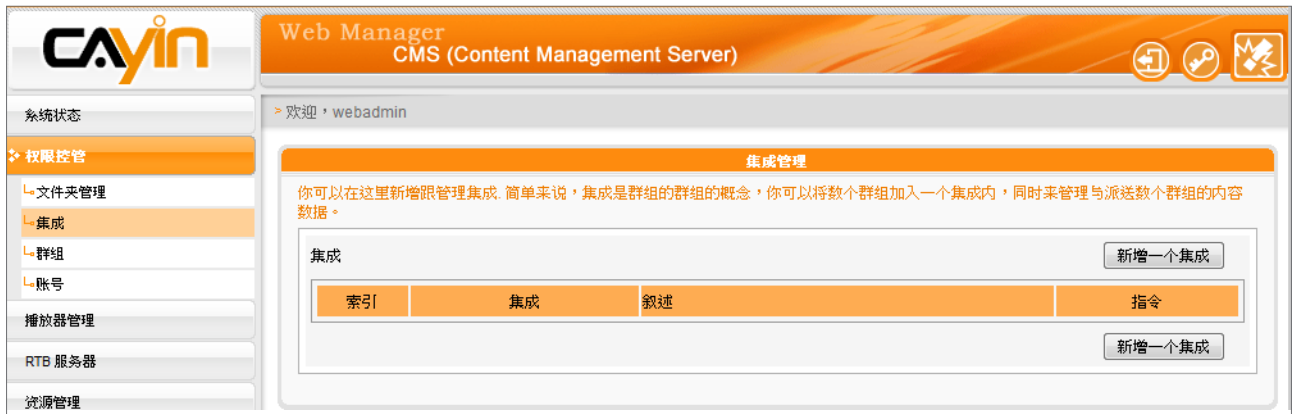 CAYIN
Web Manager
CMS (Content Management Server)
系统状态
权限控管
文件夹管理
集成
群组
账号
播放器管理
RTB 服务器
资源管理
> 欢迎，webadmin
集成管理
你可以在这里新增跟管理集成. 简单来说，集成是群组的群组的概念，你可以将数个群组加入一个集成内，同时来管理与派送数个群组的内容
数据。
集成 新增一个集成
索引 集成 叙述 指令
新增一个集成